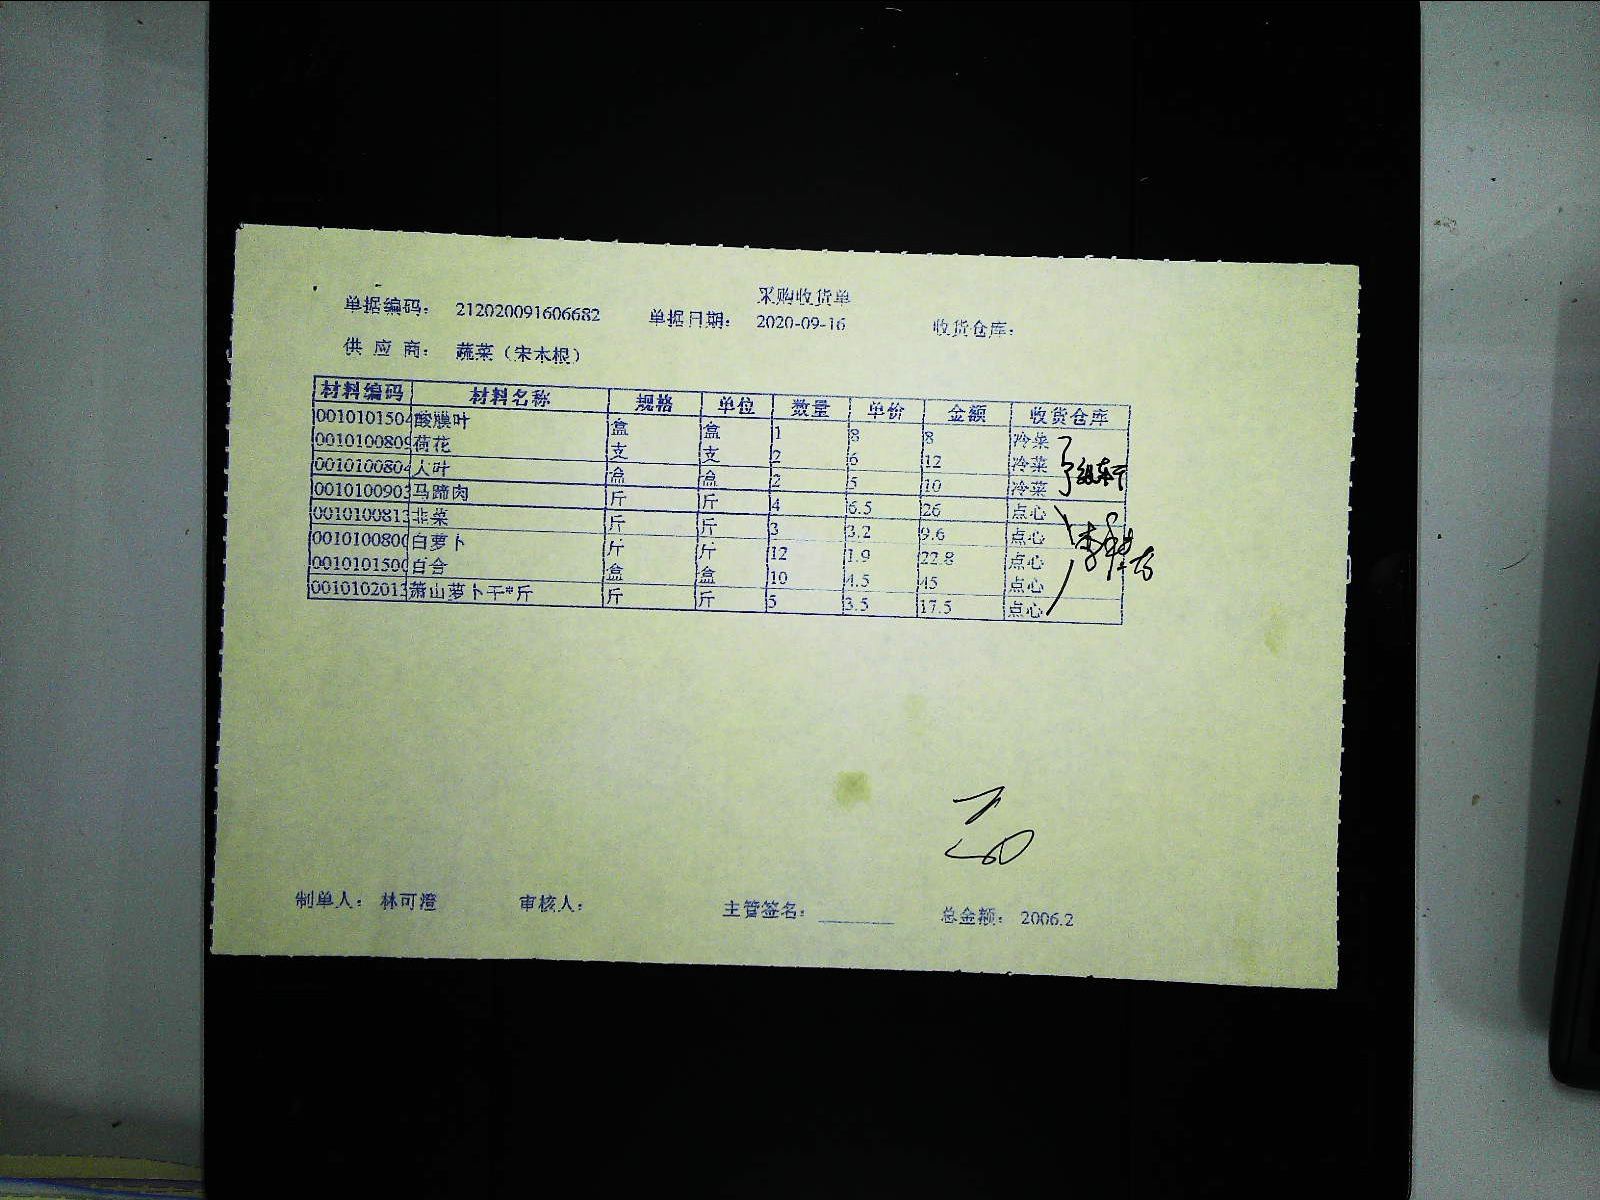 采购收货单
单据编码： 212020091606682 单据日期： 2020-09-16 收货仓库：
供 应 商： 蔬菜（宋木根）
材料编码 材料名称 规格 单位 数量 单价 金额 收货仓库
0010101504 酸膜叶 盒 盒 1 8 8 冷菜
0010100809 荷花 支 支 2 6 12 冷菜
0010100804 人叶 盒 盒 2 5 10 冷菜
0010100903 马蹄肉 斤 斤 4 6.5 26 点心
0010100813 韭菜 斤 斤 3 3.2 9.6 点心
0010100800 白萝卜 斤 斤 12 1.9 22.8 点心
0010101500 百合 盒 盒 10 4.5 45 点心
0010102013 萧山萝卜干*斤 斤 斤 5 3.5 17.5 点心
制单人： 林可澄 审核人： 主管签名： 总金额： 2006.2